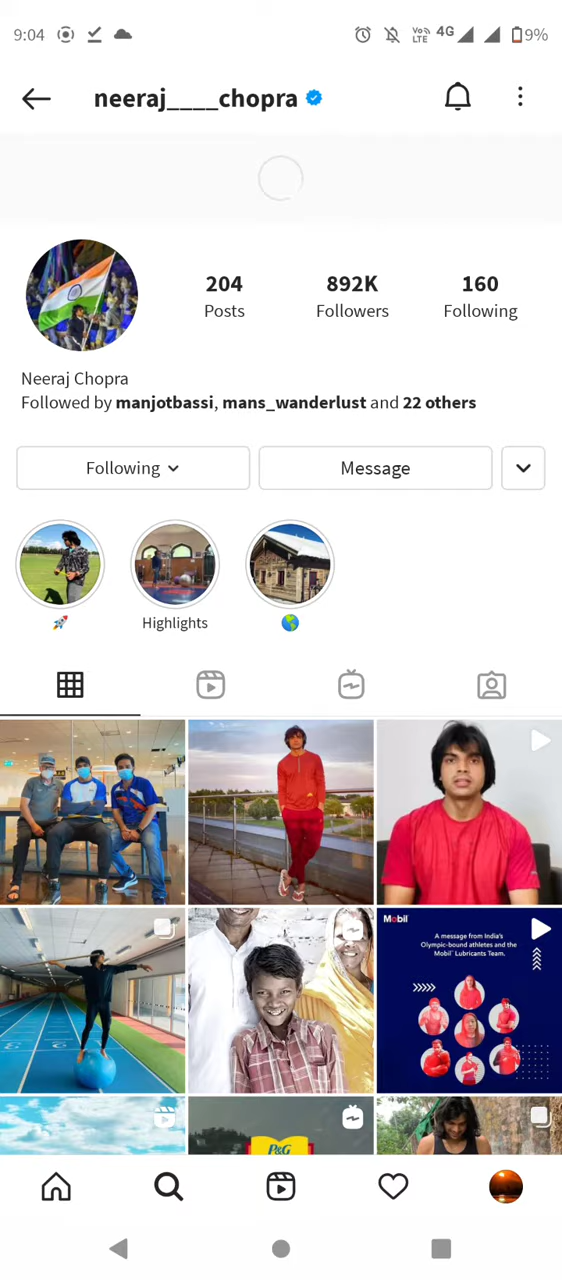 9:04
Vo) LTE 4G 9%
neeraj____chopra
204 892K 160
Posts Followers Following
Neeraj Chopra
Followed by manjotbassi, mans_wanderlust and 22 others
Following Message
Highlights
Mobil
A message from India's
Olympic-bound athletes and the
Mobil Lubricants Team.
P&G